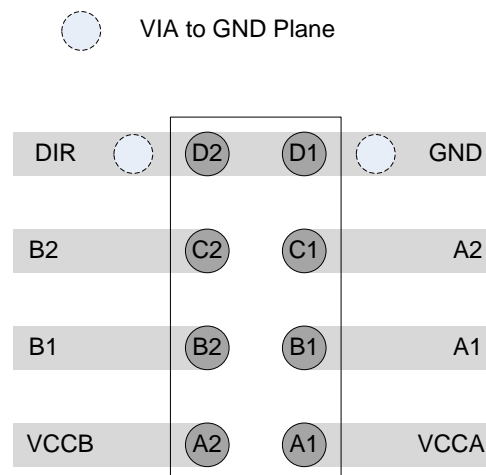 VIA to GND Plane
DIR D2 D1 GND
B2 C2 C1 A2
B1 B2 B1 A1
VCCB A2 A1 VCCA